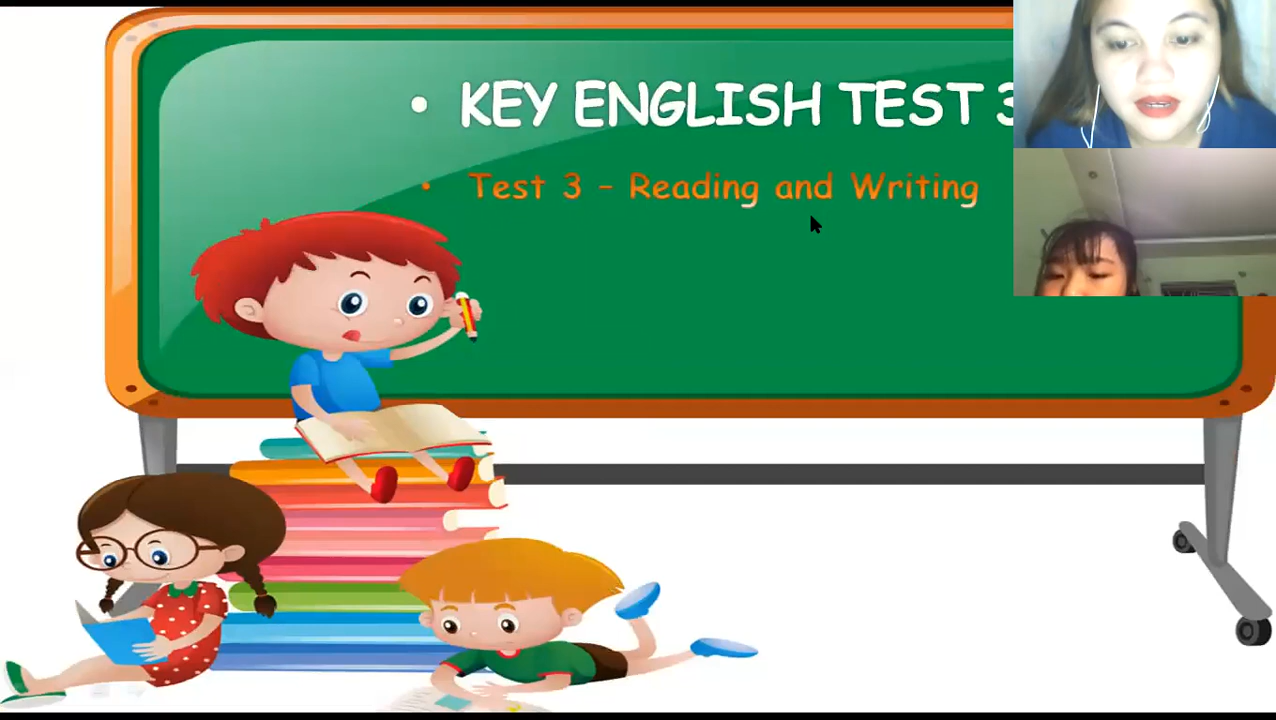 • KEY ENGLISH TEST 3
• Test 3 - Reading and Writing